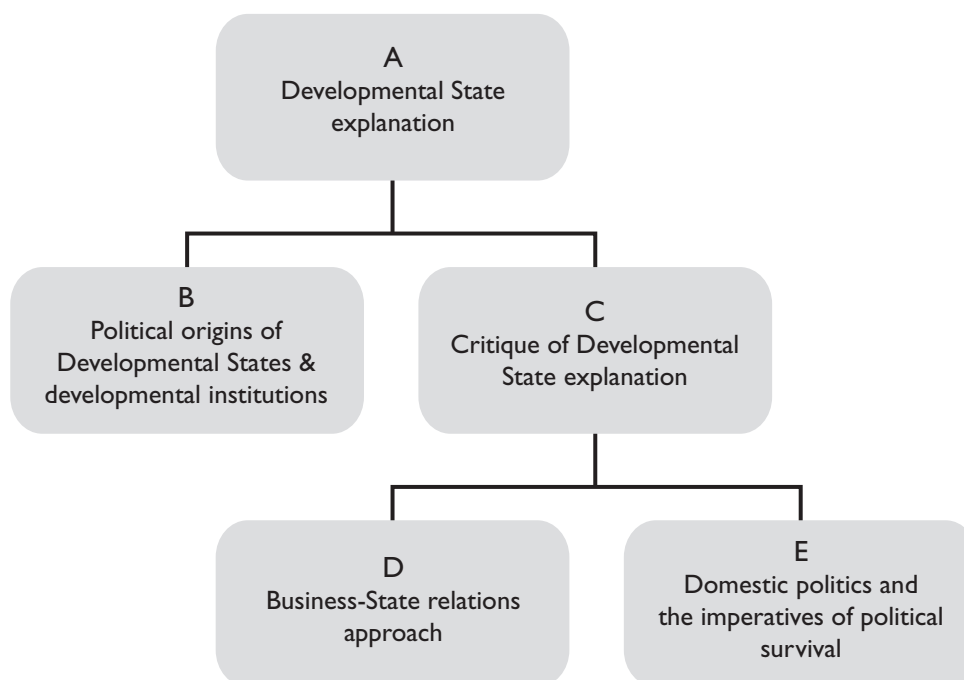 A
Developmental State
explanation
B
Political origins of
Developmental States &
developmental institutions
C
Critique of Developmental
State explanation
D
Business-State relations
approach
E
Domestic politics and
the imperatives of political
survival